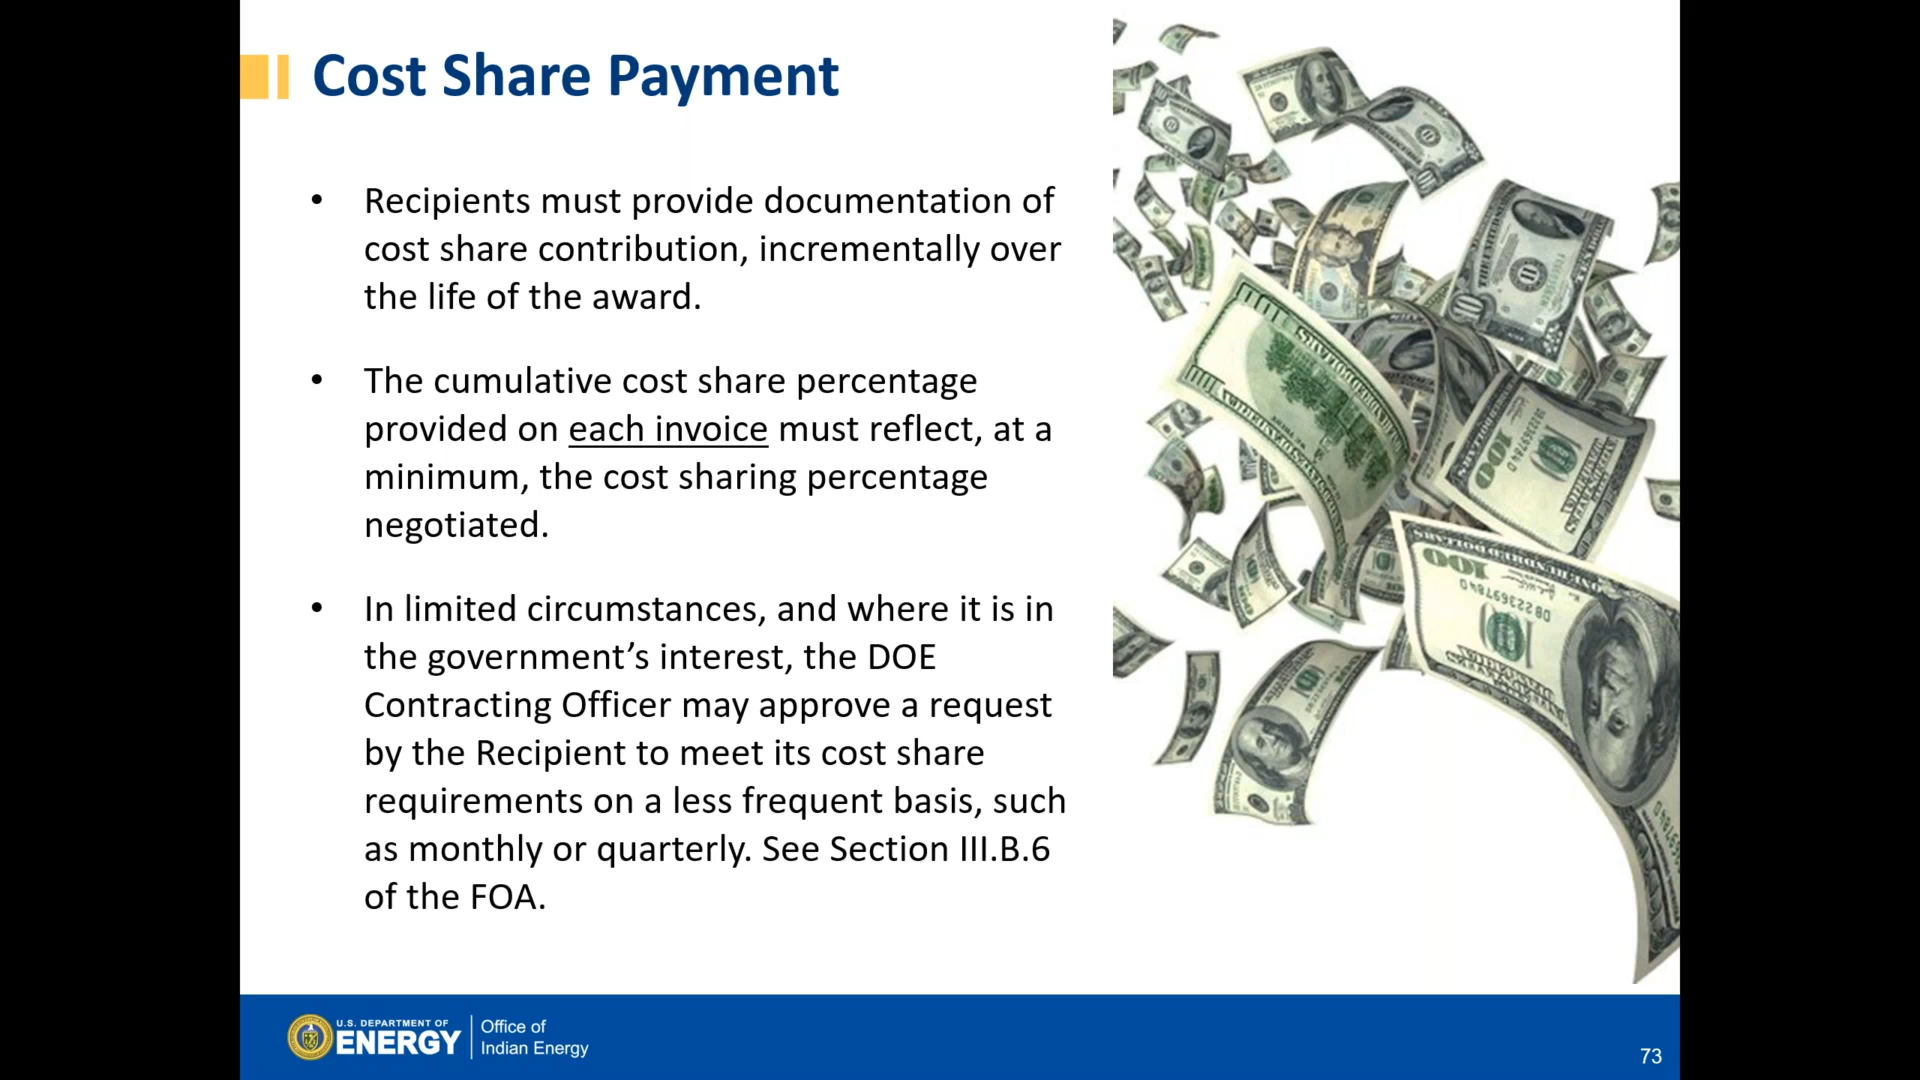 Cost Share Payment
• Recipients must provide documentation of
cost share contribution, incrementally over
the life of the award.
• The cumulative cost share percentage
provided on each invoice must reflect, at a
minimum, the cost sharing percentage
negotiated.
• In limited circumstances, and where it is in
the government’s interest, the DOE
Contracting Officer may approve a request
by the Recipient to meet its cost share
requirements on a less frequent basis, such
as monthly or quarterly. See Section III.B.6
of the FOA.
U.S. DEPARTMENT OF
ENERGY
Office of
Indian Energy
73